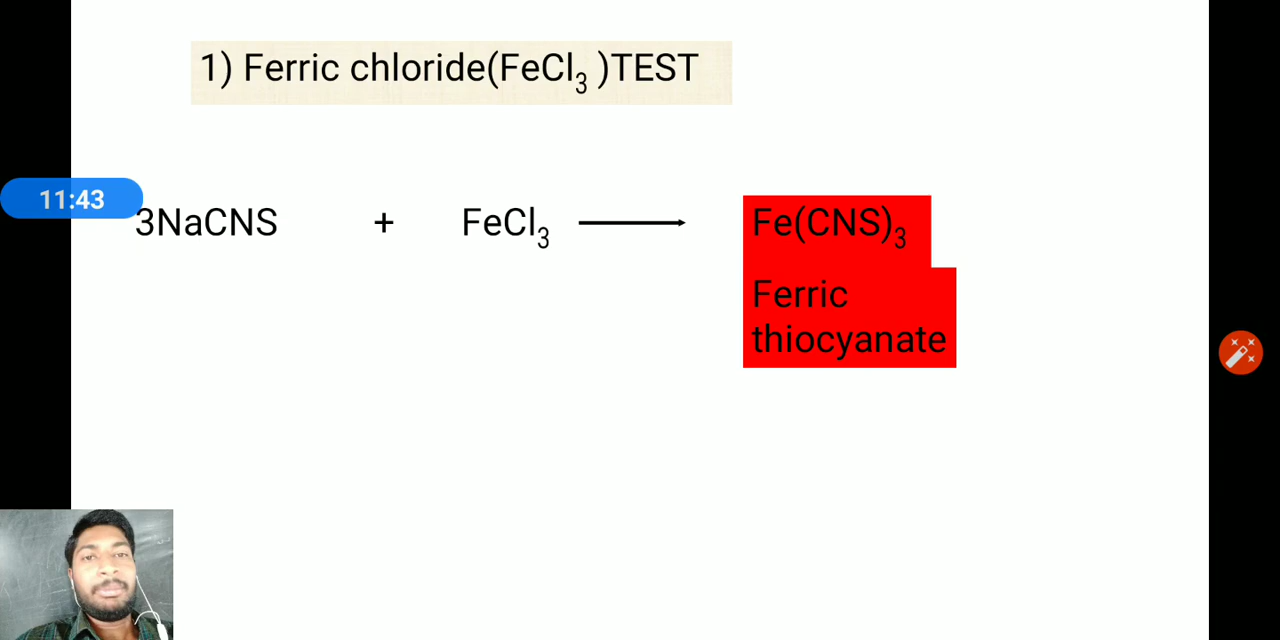 1) Ferric chloride(FeCl₃ )TEST
11:43
3NaCNS + FeCl₃ ⟶ Fe(CNS)₃
Ferric
thiocyanate